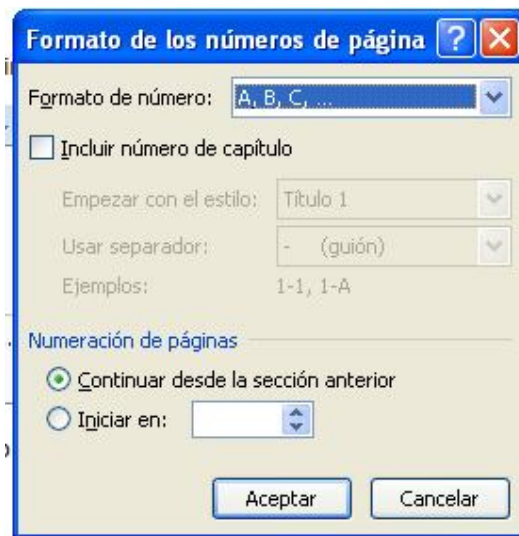 Formato de los números de página
Formato de número: A, B, C, ...
Incluir número de capítulo
Empezar con el estilo: Título 1
Usar separador: - (guión)
Ejemplos: 1-1, 1-A
Numeración de páginas
Continuar desde la sección anterior
Iniciar en:
Aceptar Cancelar